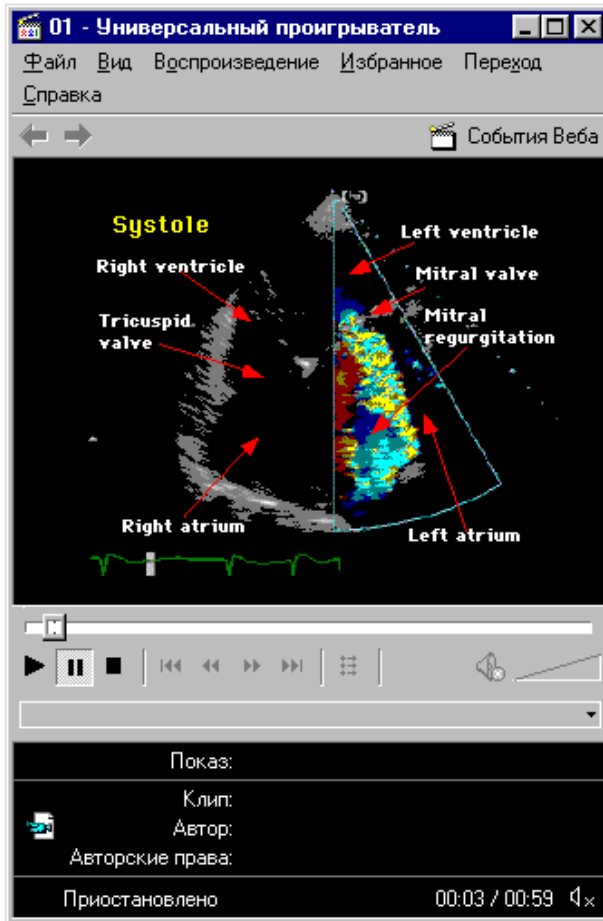 01 - Универсальный проигрыватель
Файл Вид Воспроизведение Избранное Переход
Справка
События Веба
Systole
Left ventricle
Right ventricle
Mitral valve
Tricuspid
valve
Mitral
regurgitation
Right atrium
Left atrium
Показ:
Клип:
Автор:
Авторские права:
Приостановлено 00:03 / 00:59